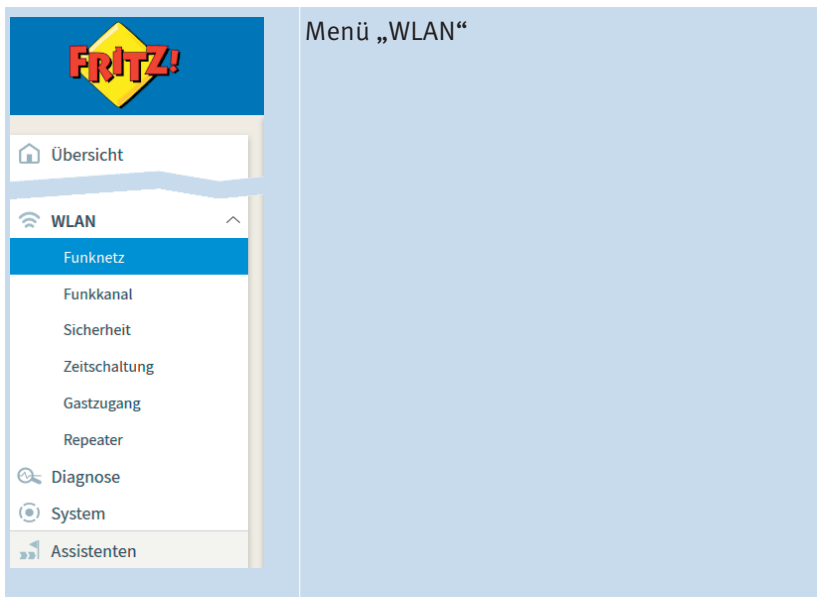 FRITZ!
Menü „WLAN“
Übersicht
WLAN
Funknetz
Funkkanal
Sicherheit
Zeitschaltung
Gastzugang
Repeater
Diagnose
System
Assistenten